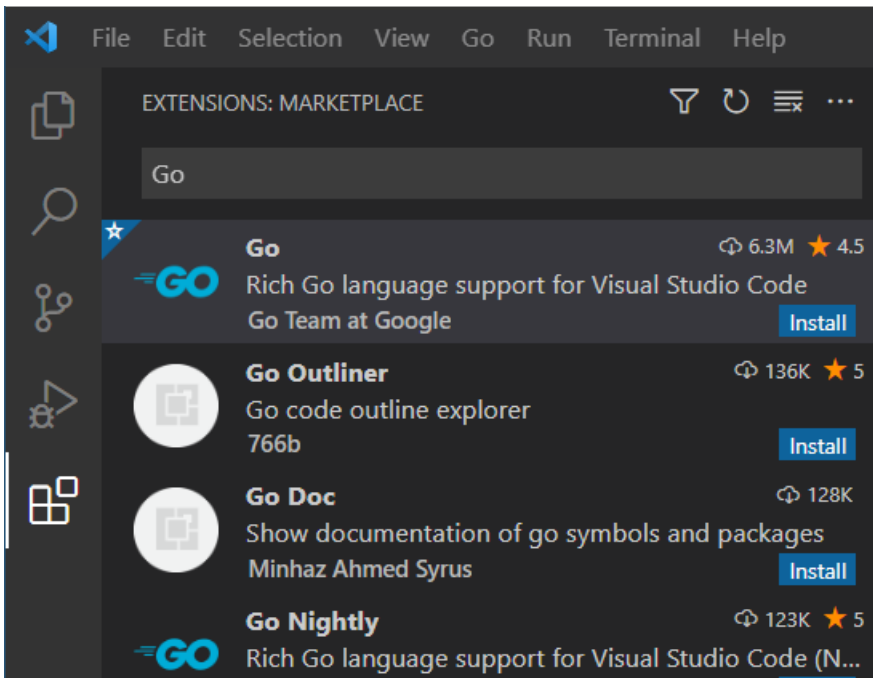 File Edit Selection View Go Run Terminal Help
EXTENSIONS: MARKETPLACE
Go
Go 6.3M 4.5
GO Rich Go language support for Visual Studio Code
Go Team at Google Install
Go Outliner 136K 5
Go code outline explorer
766b Install
Go Doc 128K
Show documentation of go symbols and packages
Minhaz Ahmed Syrus Install
Go Nightly 123K 5
GO Rich Go language support for Visual Studio Code (N...